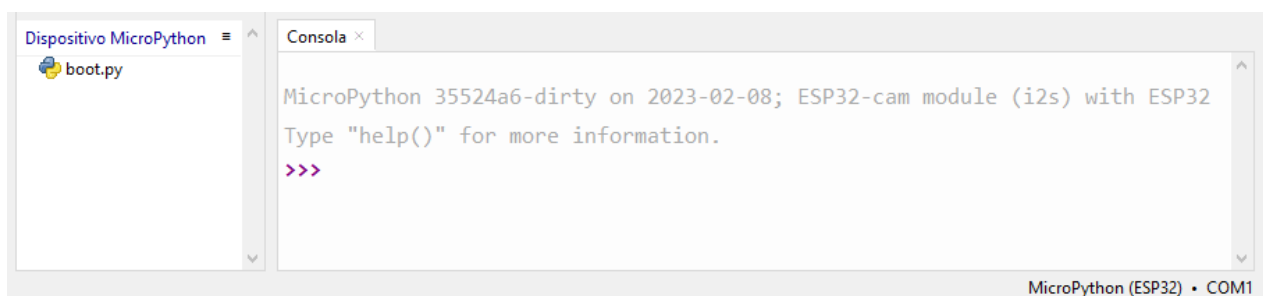 Dispositivo MicroPython ≡
boot.py
Consola ×
MicroPython 35524a6-dirty on 2023-02-08; ESP32-cam module (i2s) with ESP32
Type "help()" for more information.
>>>
MicroPython (ESP32) • COM1